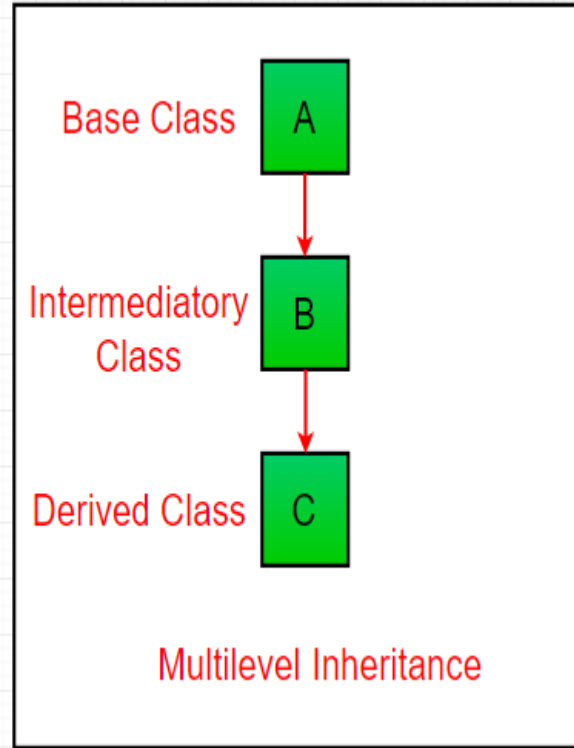 Base Class
A
Intermediatory
Class
B
Derived Class
C
Multilevel Inheritance